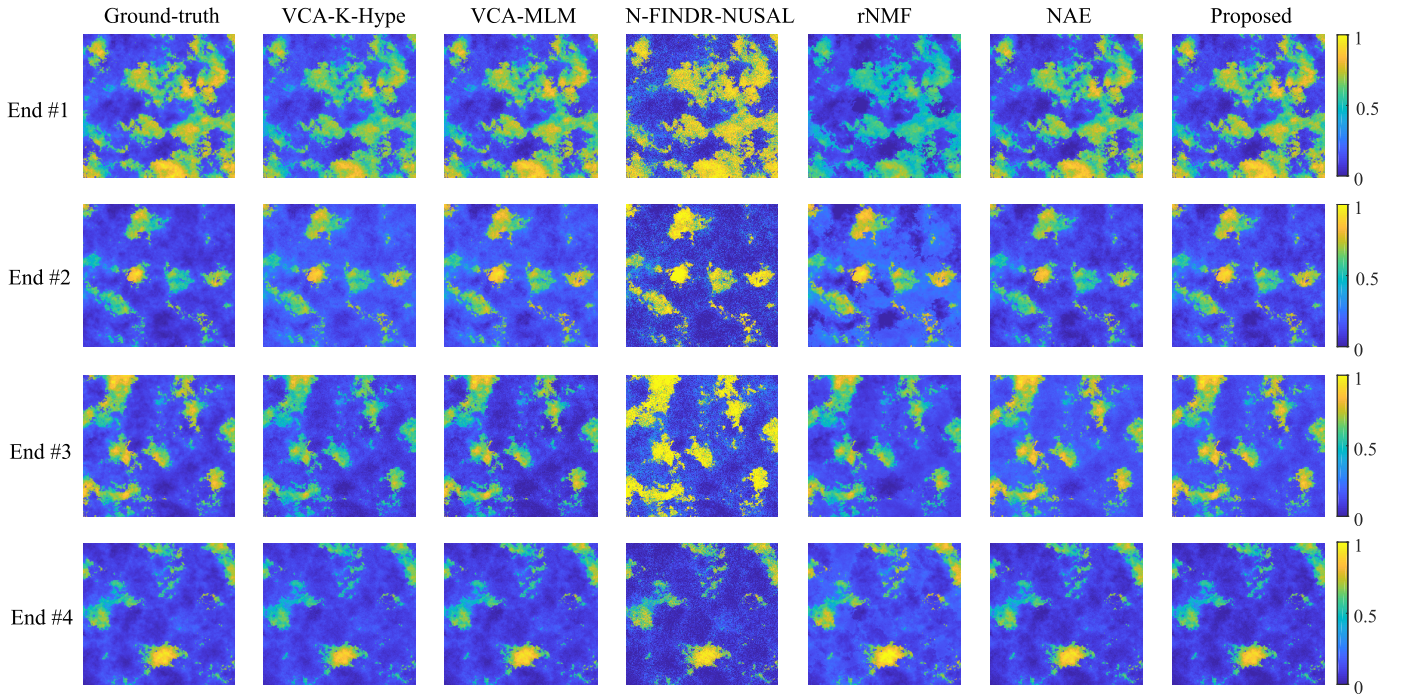 Ground-truth VCA-K-Hype VCA-MLM N-FINDR-NUSAL rNMF NAE Proposed
End #1
1
0.5
0
End #2
1
0.5
0
End #3
1
0.5
0
End #4
1
0.5
0